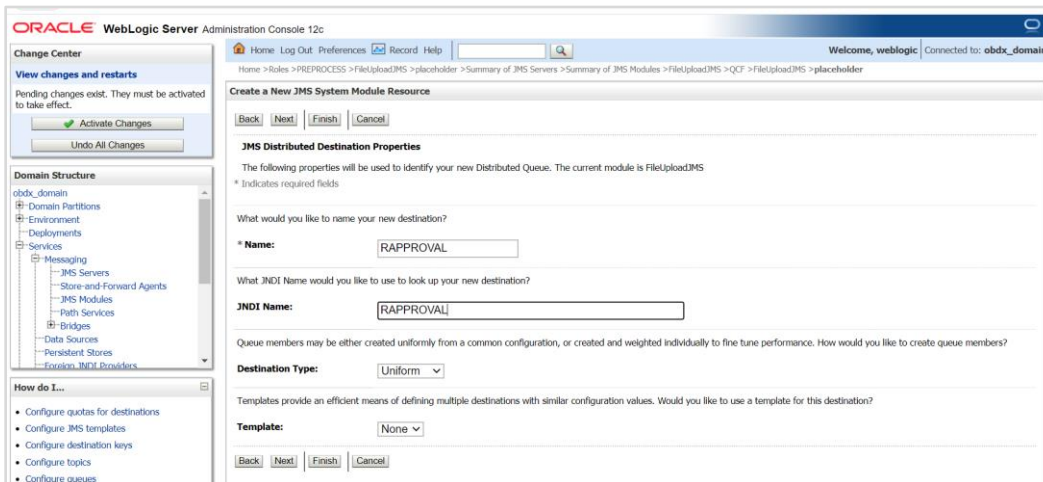 ORACLE WebLogic Server Administration Console 12c
Change Center
View changes and restarts
Pending changes exist. They must be activated
to take effect.
Activate Changes
Undo All Changes
Domain Structure
obdx_domain
Domain Partitions
Environment
Deployments
Services
Messaging
JMS Servers
Store-and-Forward Agents
JMS Modules
Path Services
Bridges
Data Sources
Persistent Stores
Foreign JNDI Providers
How do I...
Configure quotas for destinations
Configure JMS templates
Configure destination keys
Configure topics
Configure queues
Home Log Out Preferences Record Help
Welcome, weblogic Connected to: obdx_domain
Home >Roles >PREPROCESS >FileUploadJMS >placeholder >Summary of JMS Servers >Summary of JMS Modules >FileUploadJMS >QCF >FileUploadJMS >placeholder
Create a New JMS System Module Resource
Back Next Finish Cancel
JMS Distributed Destination Properties
The following properties will be used to identify your new Distributed Queue. The current module is FileUploadJMS
* Indicates required fields
What would you like to name your new destination?
* Name: RAPPROVAL
What JNDI Name would you like to use to look up your new destination?
JNDI Name: RAPPROVAL
Queue members may be either created uniformly from a common configuration, or created and weighted individually to fine tune performance. How would you like to create queue members?
Destination Type: Uniform
Templates provide an efficient means of defining multiple destinations with similar configuration values. Would you like to use a template for this destination?
Template: None
Back Next Finish Cancel